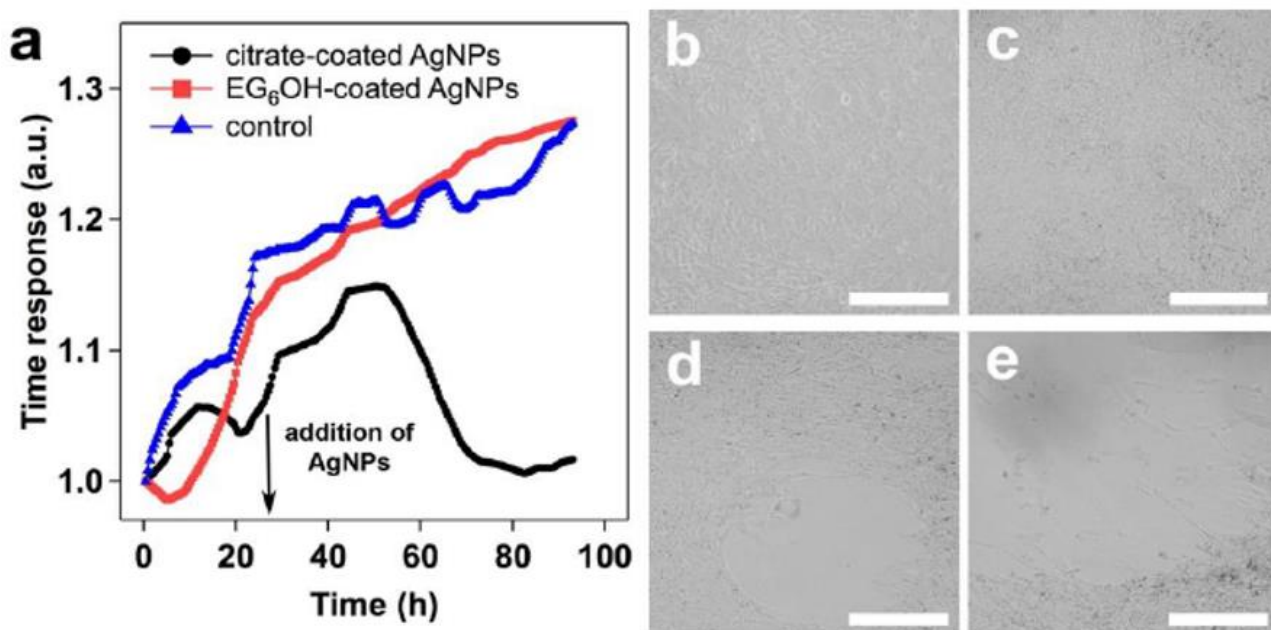 a
citrate-coated AgNPs
EG₆OH-coated AgNPs
control
Time response (a.u.)
1.3
1.2
1.1
1.0
addition of
AgNPs
0 20 40 60 80 100
Time (h)
b
c
d
e